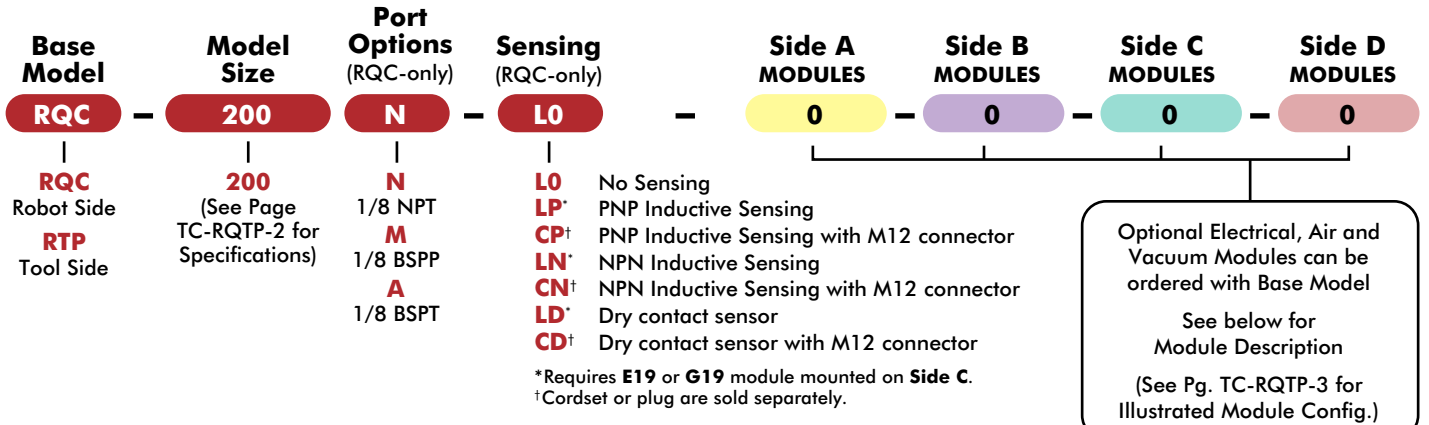 Base Model
Model Size
Port Options
(RQC-only)
Sensing
(RQC-only)
Side A
MODULES
Side B
MODULES
Side C
MODULES
Side D
MODULES
RQC – 200 N – L0 – 0 – 0 – 0 – 0
RQC
Robot Side
RTP
Tool Side
200
(See Page
TC-RQTP-2 for
Specifications)
N
1/8 NPT
M
1/8 BSPP
A
1/8 BSPT
L0 No Sensing
LP* PNP Inductive Sensing
CP† PNP Inductive Sensing with M12 connector
LN* NPN Inductive Sensing
CN† NPN Inductive Sensing with M12 connector
LD* Dry contact sensor
CD† Dry contact sensor with M12 connector
*Requires E19 or G19 module mounted on Side C.
†Cordset or plug are sold separately.
Optional Electrical, Air and
Vacuum Modules can be
ordered with Base Model
See below for
Module Description
(See Pg. TC-RQTP-3 for
Illustrated Module Config.)